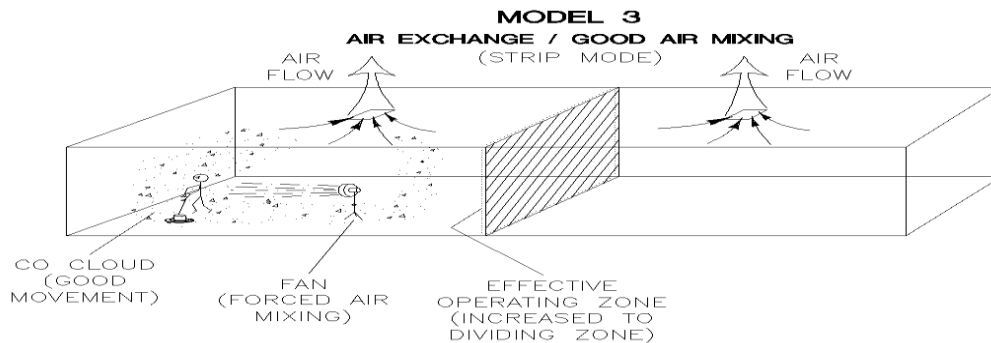 MODEL 3
AIR EXCHANGE / GOOD AIR MIXING
(STRIP MODE)
AIR
FLOW
AIR
FLOW
CO CLOUD
(GOOD
MOVEMENT)
FAN
(FORCED AIR
MIXING)
EFFECTIVE
OPERATING ZONE
(INCREASED TO
DIVIDING ZONE)